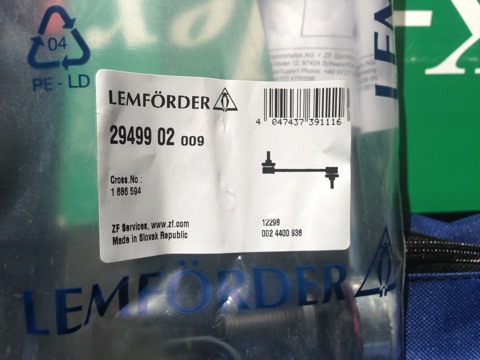 04
PE - LD
LEMFÖRDER
29499 02 009
Cross.No :
1 686 594
ZF Services, www.zf.com
Made in Slovak Republic
4 047437 391116
12298
002 4400 938
LEMFÖRDER